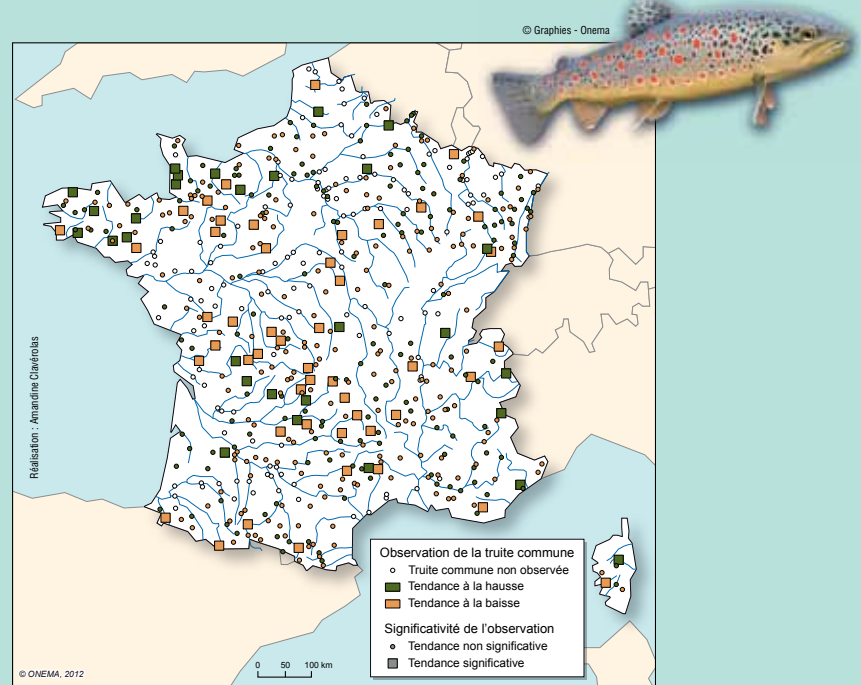 © Graphies - Onema
Réalisation : Amandine Clavérolas
Observation de la truite commune
Truite commune non observée
Tendance à la hausse
Tendance à la baisse
Significativité de l'observation
Tendance non significative
Tendance significative
0 50 100 km
© ONEMA, 2012